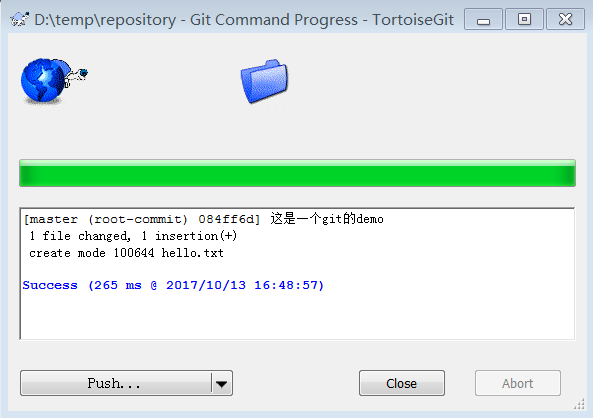 D:\temp\repository - Git Command Progress - TortoiseGit
[master (root-commit) 084ff6d] 这是一个git的demo
1 file changed, 1 insertion(+)
create mode 100644 hello.txt
Success (265 ms @ 2017/10/13 16:48:57)
Push...
Close
Abort